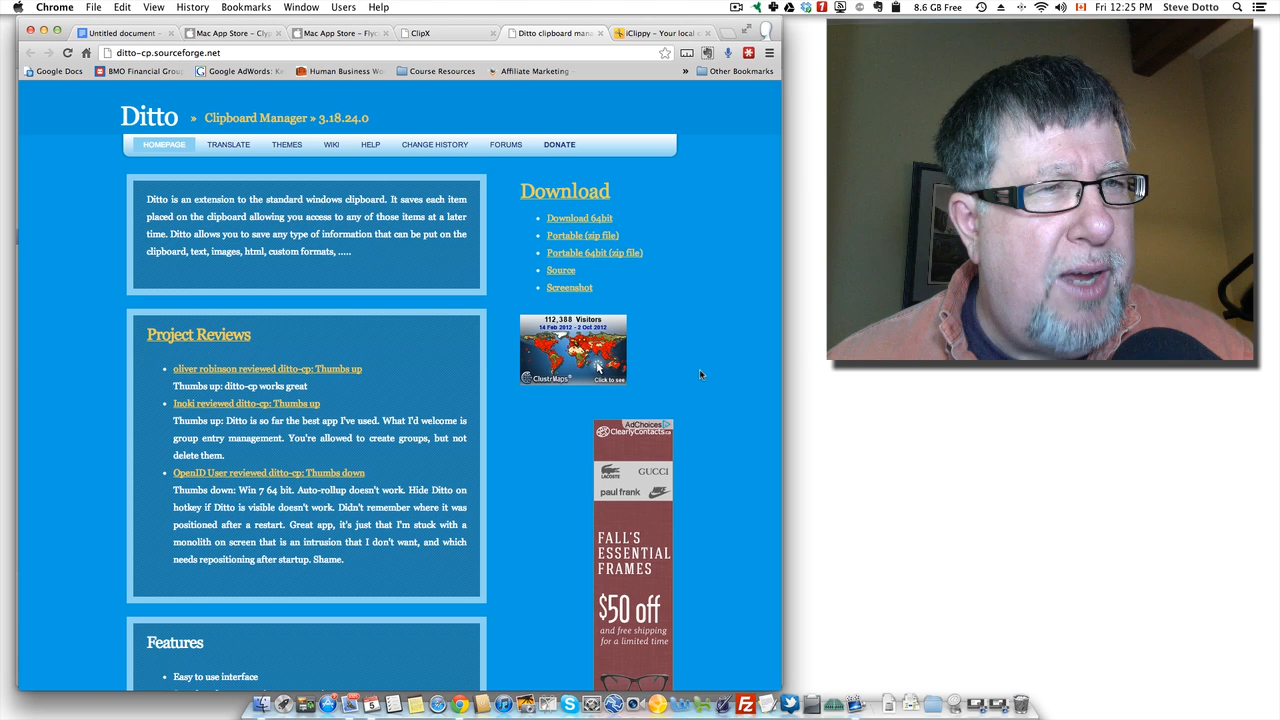 Chrome File Edit View History Bookmarks Window Users Help 1 8.6 GB Free Fri 12:25 PM Steve Dotto
Untitled document - Mac App Store - Clyp Mac App Store - Flyc ClipX Ditto clipboard man iClippy - Your local c
ditto-cp.sourceforge.net
Google Docs BMO Financial Grou Google AdWords: Ke Human Business Wo Course Resources Affiliate Marketing - » Other Bookmarks
Ditto » Clipboard Manager » 3.18.24.0
HOMEPAGE TRANSLATE THEMES WIKI HELP CHANGE HISTORY FORUMS DONATE
Ditto is an extension to the standard windows clipboard. It saves each item
placed on the clipboard allowing you access to any of those items at a later
time. Ditto allows you to save any type of information that can be put on the
clipboard, text, images, html, custom formats, .....
Download
Download 64bit
Portable (zip file)
Portable 64bit (zip file)
Source
Screenshot
112,388 Visitors
14 Feb 2012 - 2 Oct 2012
ClustrMaps Click to see
Project Reviews
oliver robinson reviewed ditto-cp: Thumbs up
Thumbs up: ditto-cp works great
Inoki reviewed ditto-cp: Thumbs up
Thumbs up: Ditto is so far the best app I've used. What I'd welcome is
group entry management. You're allowed to create groups, but not
delete them.
OpenID User reviewed ditto-cp: Thumbs down
Thumbs down: Win 7 64 bit. Auto-rollup doesn't work. Hide Ditto on
hotkey if Ditto is visible doesn't work. Didn't remember where it was
positioned after a restart. Great app, it's just that I'm stuck with a
monolith on screen that is an intrusion that I don't want, and which
needs repositioning after startup. Shame.
AdChoices
ClearlyContacts.ca
LACOSTE GUCCI
paul frank
FALL'S
ESSENTIAL
FRAMES
$50 off
and free shipping
for a limited time
Features
Easy to use interface